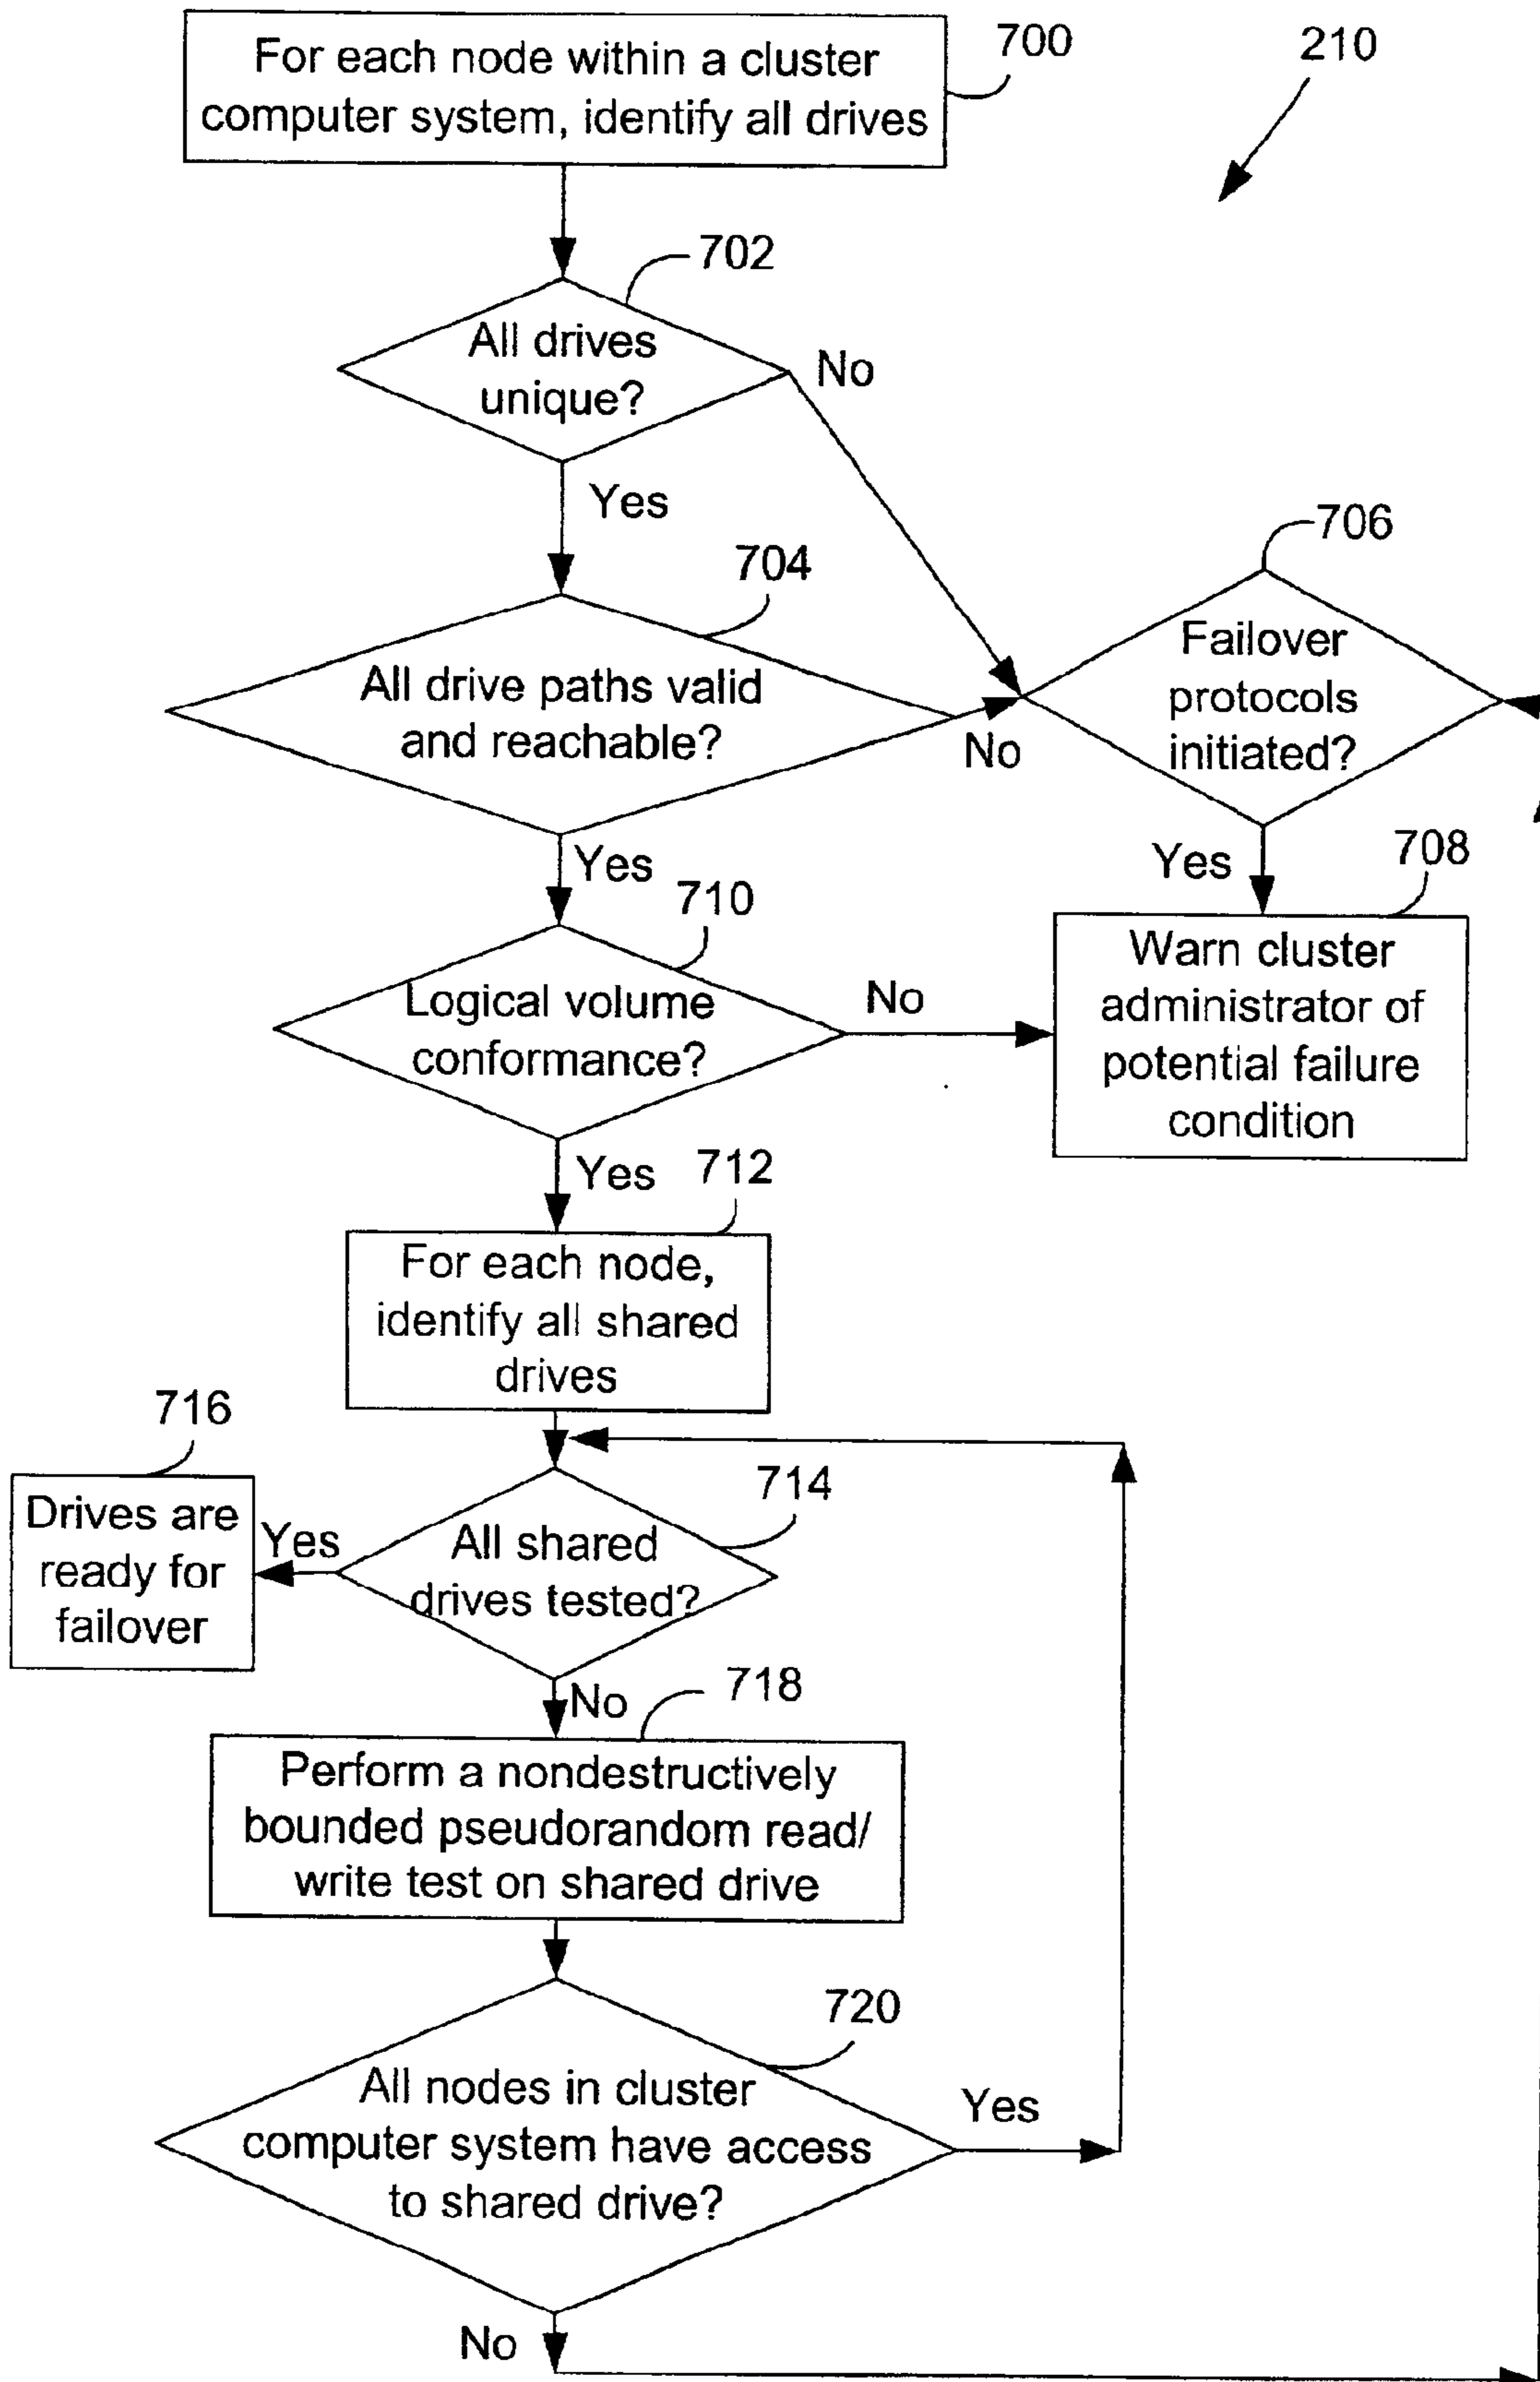 For each node within a cluster
computer system, identify all drives
700
210
702
All drives
unique?
No
Yes
704
706
All drive paths valid
and reachable?
No
Failover
protocols
initiated?
Yes
Yes
708
710
Logical volume
conformance?
No
Warn cluster
administrator of
potential failure
condition
Yes
712
For each node,
identify all shared
drives
716
Drives are
ready for
failover
Yes
714
All shared
drives tested?
No
718
Perform a nondestructively
bounded pseudorandom read/
write test on shared drive
720
All nodes in cluster
computer system have access
to shared drive?
Yes
No